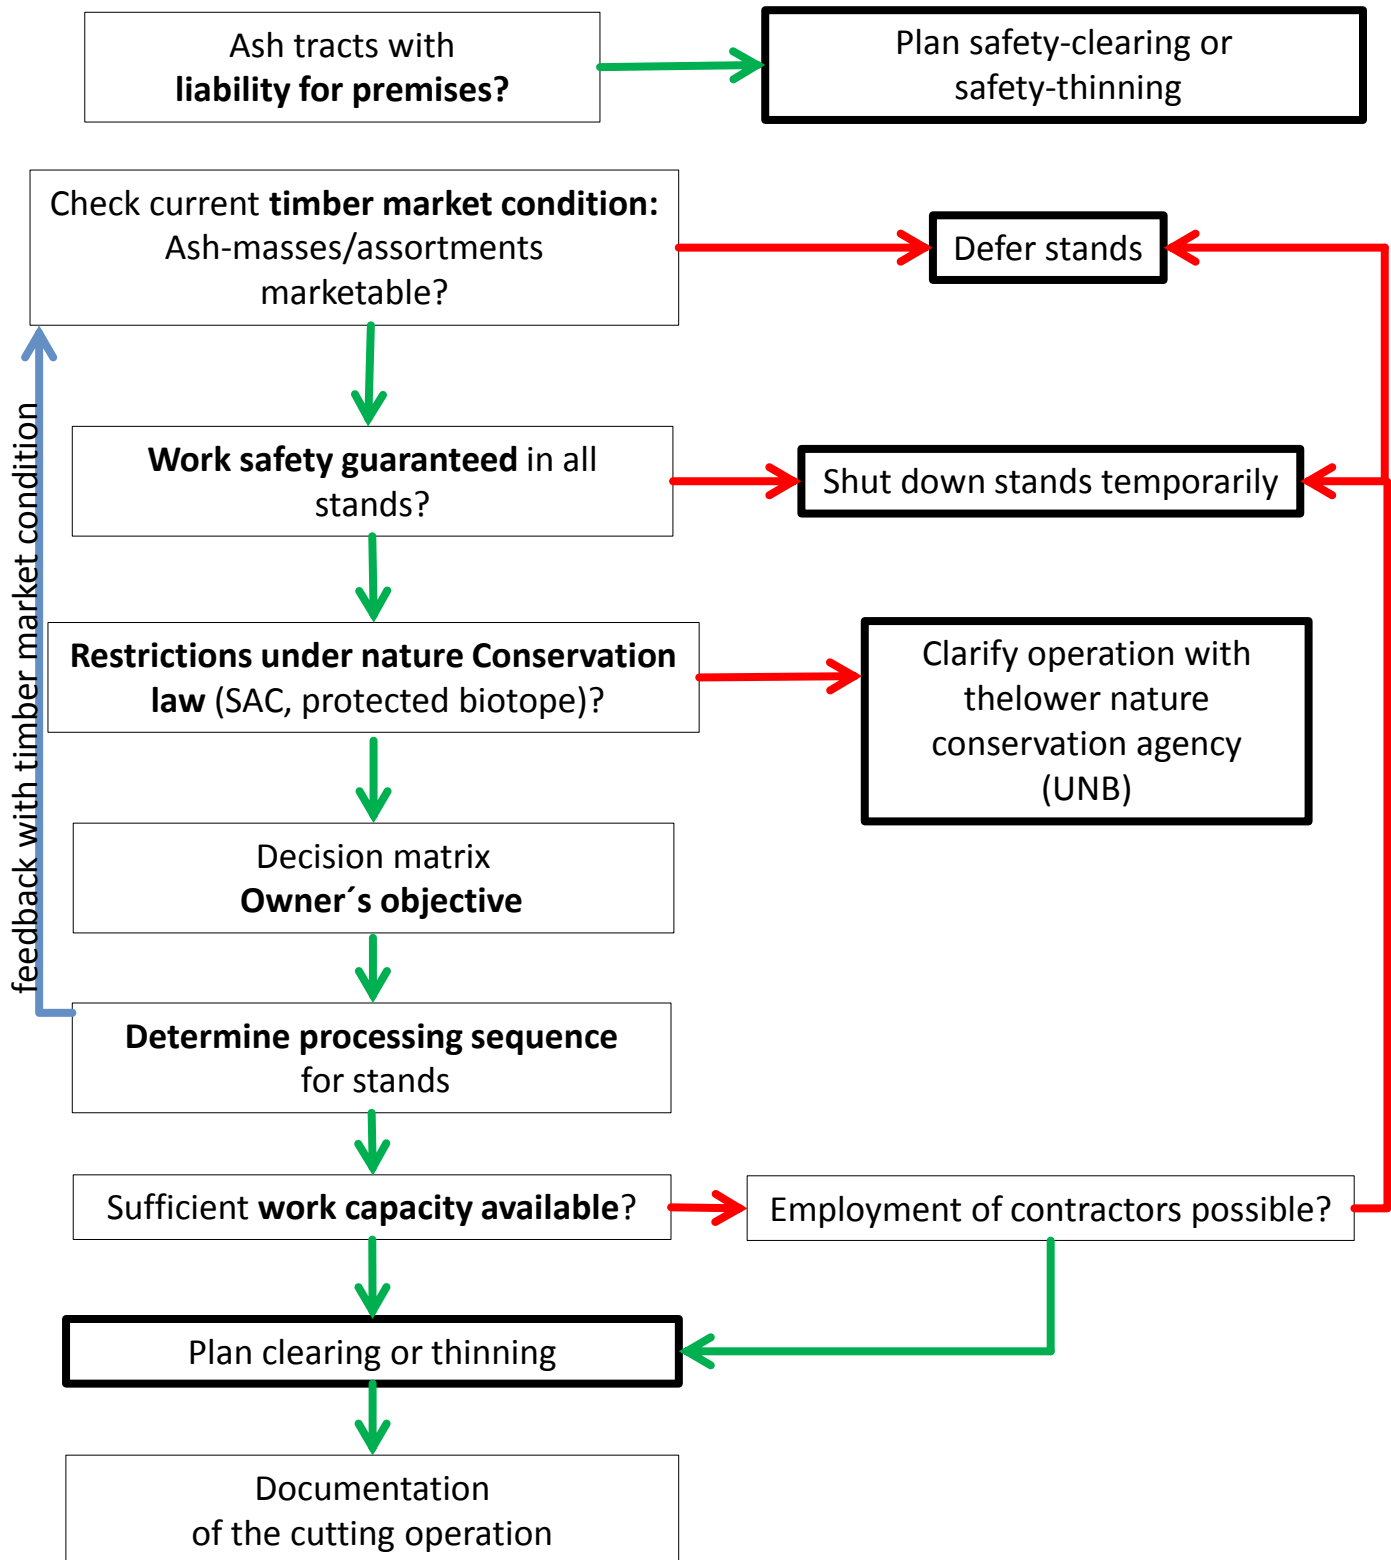 Ash tracts with
liability for premises?
Plan safety-clearing or
safety-thinning
Check current timber market condition:
Ash-masses/assortments
marketable?
Defer stands
feedback with timber market condition
Work safety guaranteed in all
stands?
Shut down stands temporarily
Restrictions under nature Conservation
law (SAC, protected biotope)?
Clarify operation with
thelower nature
conservation agency
(UNB)
Decision matrix
Owner´s objective
Determine processing sequence
for stands
Sufficient work capacity available?
Employment of contractors possible?
Plan clearing or thinning
Documentation
of the cutting operation